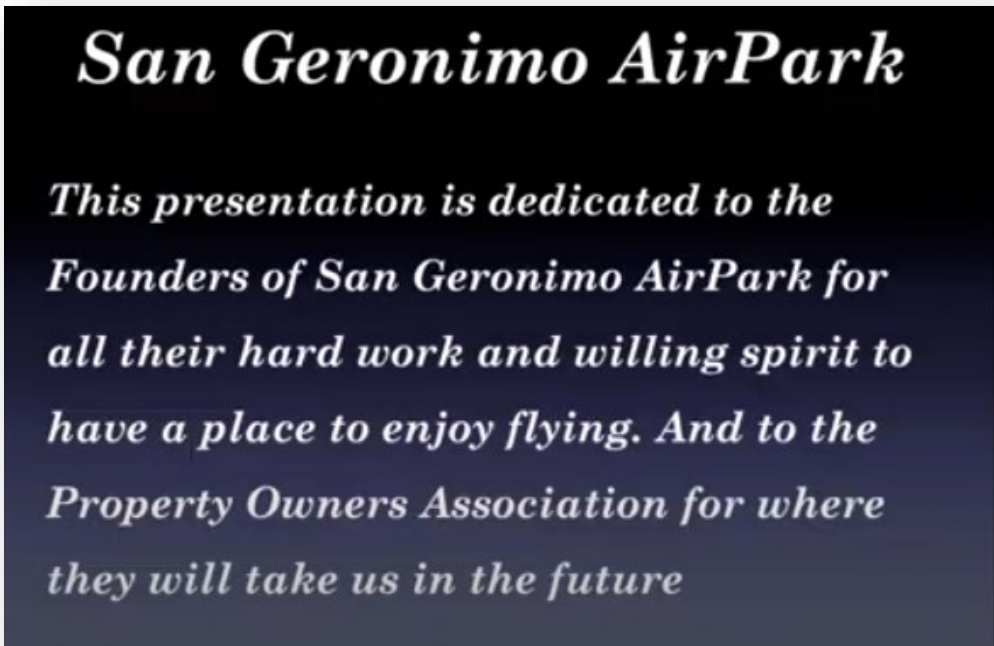 San Geronimo AirPark
This presentation is dedicated to the
Founders of San Geronimo AirPark for
all their hard work and willing spirit to
have a place to enjoy flying. And to the
Property Owners Association for where
they will take us in the future